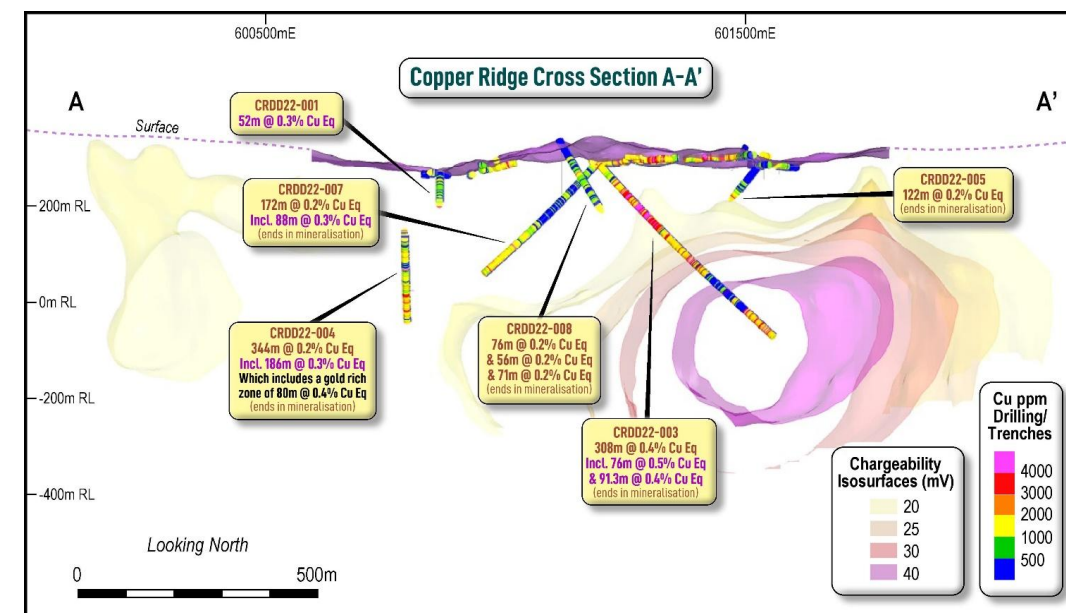 600500mE
601500mE
Copper Ridge Cross Section A-A'
A
A'
Surface
CRDD22-001
52m @ 0.3% Cu Eq
CRDD22-007
172m @ 0.2% Cu Eq
Incl. 88m @ 0.3% Cu Eq
(ends in mineralisation)
CRDD22-005
122m @ 0.2% Cu Eq
(ends in mineralisation)
200m RL
0m RL
-200m RL
-400m RL
CRDD22-004
344m @ 0.2% Cu Eq
Incl. 186m @ 0.3% Cu Eq
Which includes a gold rich
zone of 80m @ 0.4% Cu Eq
(ends in mineralisation)
CRDD22-008
76m @ 0.2% Cu Eq
& 56m @ 0.2% Cu Eq
& 71m @ 0.2% Cu Eq
(ends in mineralisation)
CRDD22-003
308m @ 0.4% Cu Eq
Incl. 76m @ 0.5% Cu Eq
& 91.3m @ 0.4% Cu Eq
(ends in mineralisation)
Looking North
0
500m
Chargeability
Isosurfaces (mV)
20
25
30
40
Cu ppm
Drilling/
Trenches
4000
3000
2000
1000
500